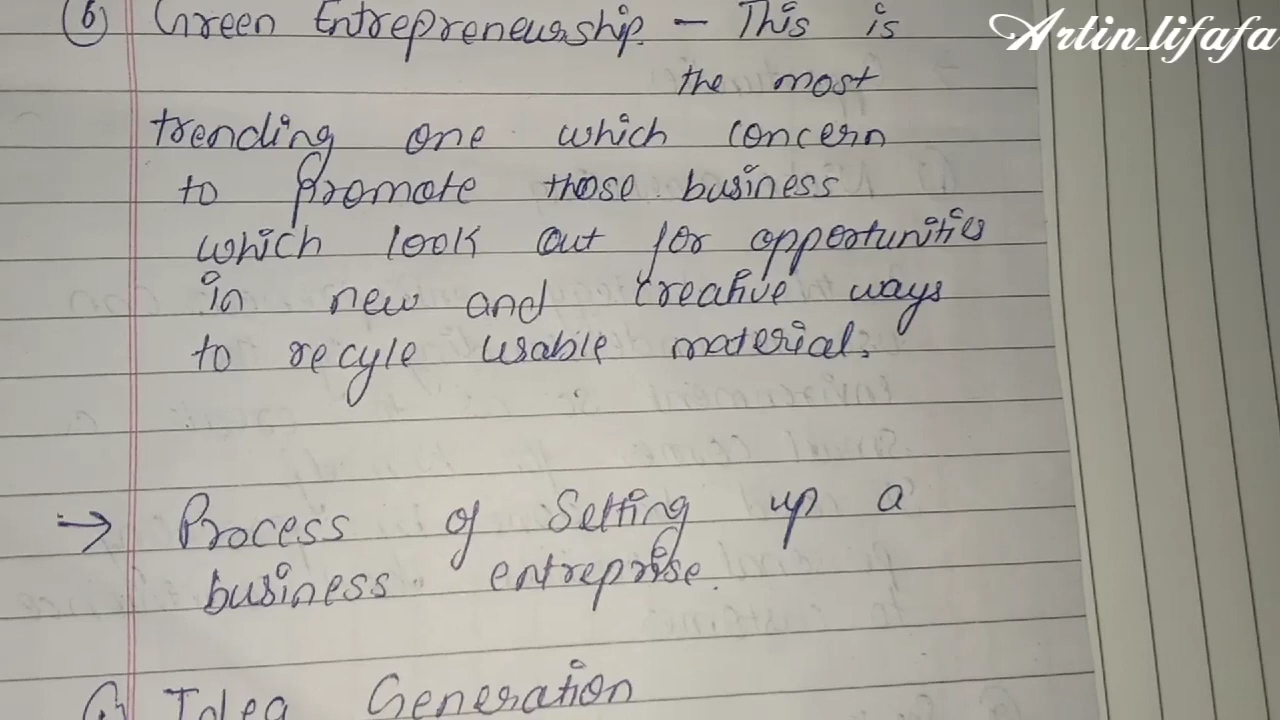 Artin_lifafa
(6) Green Entrepreneurship. - This is
the most
trending one which concern
to promote those business
which look out for opportunities
in new and creative ways
to recyle usable material.
→ Process of Setting up a
business entreprise.
Idea Generation